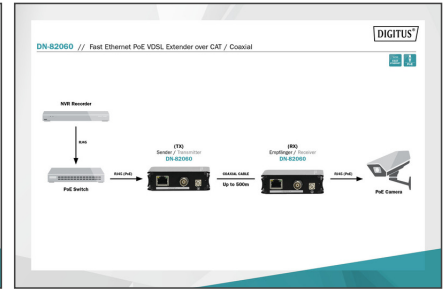 DIGITUS®
DN-82060 // Fast Ethernet PoE VDSL Extender over CAT / Coaxial
NVR Recorder
RJ45
(TX)
Sender / Transmitter
DN-82060
(RX)
Empfänger / Receiver
DN-82060
RJ45 (PoE)
COAXIAL CABLE
Up to 500m
RJ45 (PoE)
PoE Switch
PoE Camera